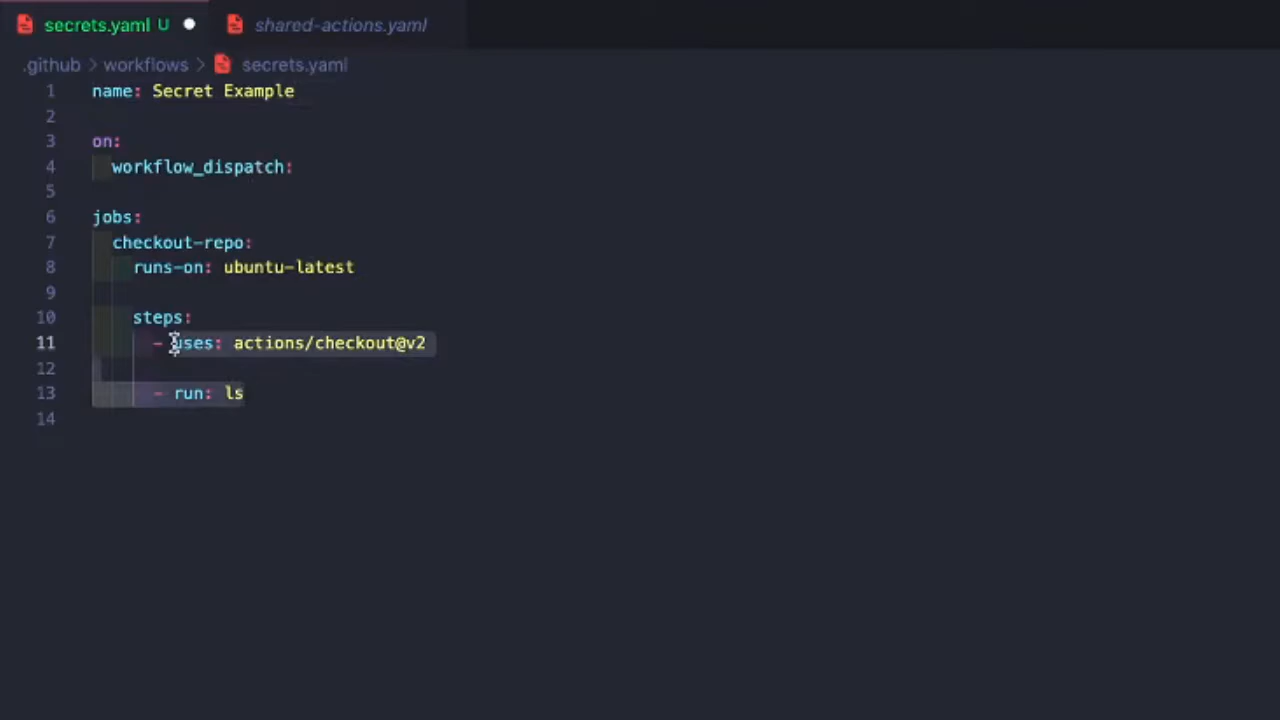 secrets.yaml U shared-actions.yaml
.github > workflows > secrets.yaml
1 name: Secret Example
2
3 on:
4 workflow_dispatch:
5
6 jobs:
7 checkout-repo:
8 runs-on: ubuntu-latest
9
10 steps:
11 - uses: actions/checkout@v2
12
13 - run: ls
14